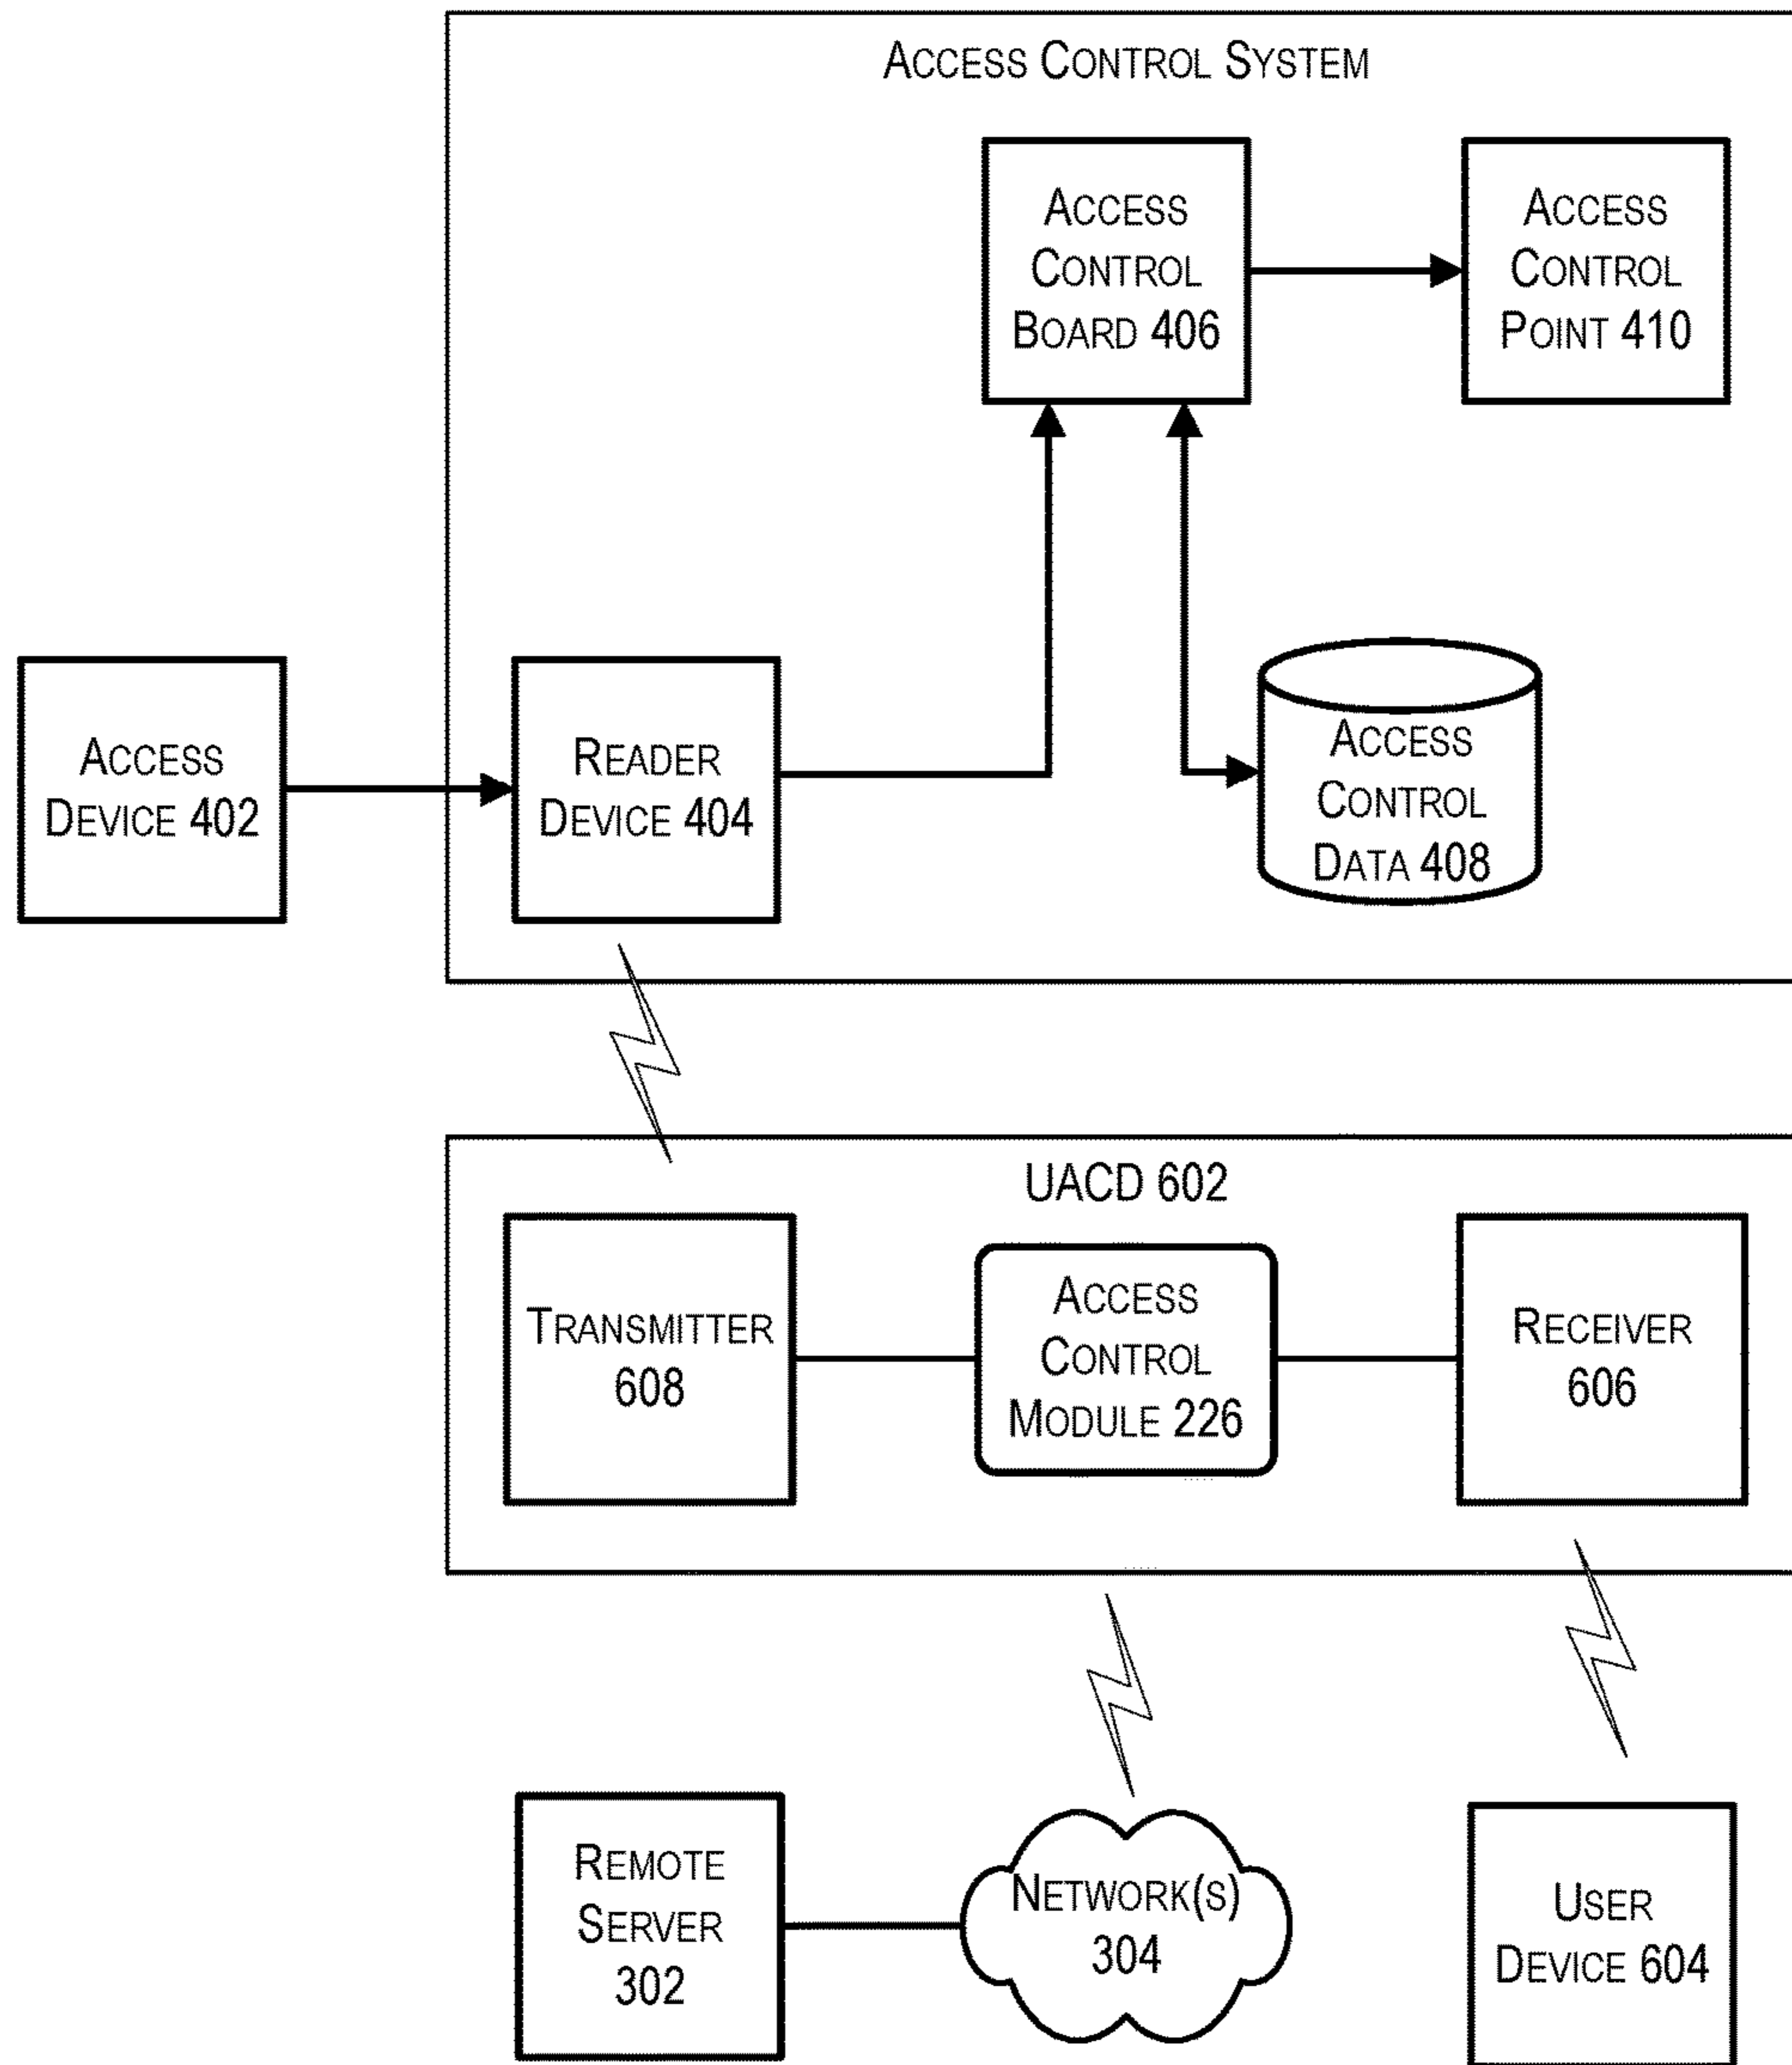 ACCESS CONTROL SYSTEM
ACCESS
CONTROL
BOARD 406
ACCESS
CONTROL
POINT 410
ACCESS
DEVICE 402
READER
DEVICE 404
ACCESS
CONTROL
DATA 408
UACD 602
TRANSMITTER
608
ACCESS
CONTROL
MODULE 226
RECEIVER
606
REMOTE
SERVER
302
NETWORK(S)
304
USER
DEVICE 604